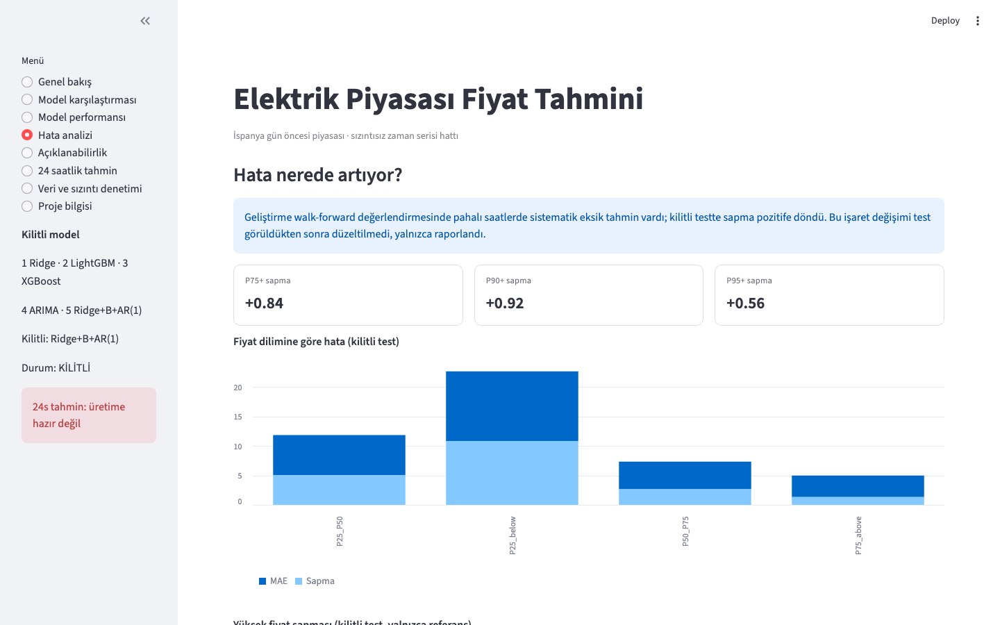 Deploy
Menü
Genel bakış
Model karşılaştırması
Model performansı
Hata analizi
Açıklanabilirlik
24 saatlik tahmin
Veri ve sızıntı denetimi
Proje bilgisi
Kilitli model
1 Ridge · 2 LightGBM · 3
XGBoost
4 ARIMA · 5 Ridge+B+AR(1)
Kilitli: Ridge+B+AR(1)
Durum: KİLİTLİ
24s tahmin: üretime
hazır değil
Elektrik Piyasası Fiyat Tahmini
İspanya gün öncesi piyasası · sızıntısız zaman serisi hattı
Hata nerede artıyor?
Geliştirme walk-forward değerlendirmesinde pahalı saatlerde sistematik eksik tahmin vardı; kilitli testte sapma pozitife döndü. Bu işaret değişimi test
görüldükten sonra düzeltilmedi, yalnızca raporlandı.
P75+ sapma
+0.84
P90+ sapma
+0.92
P95+ sapma
+0.56
Fiyat dilimine göre hata (kilitli test)
20
15
10
5
0
P25_P50
P25_below
P50_P75
P75_above
MAE
Sapma
Yüksek fiyat sapması (kilitli test, yalnızca referans)